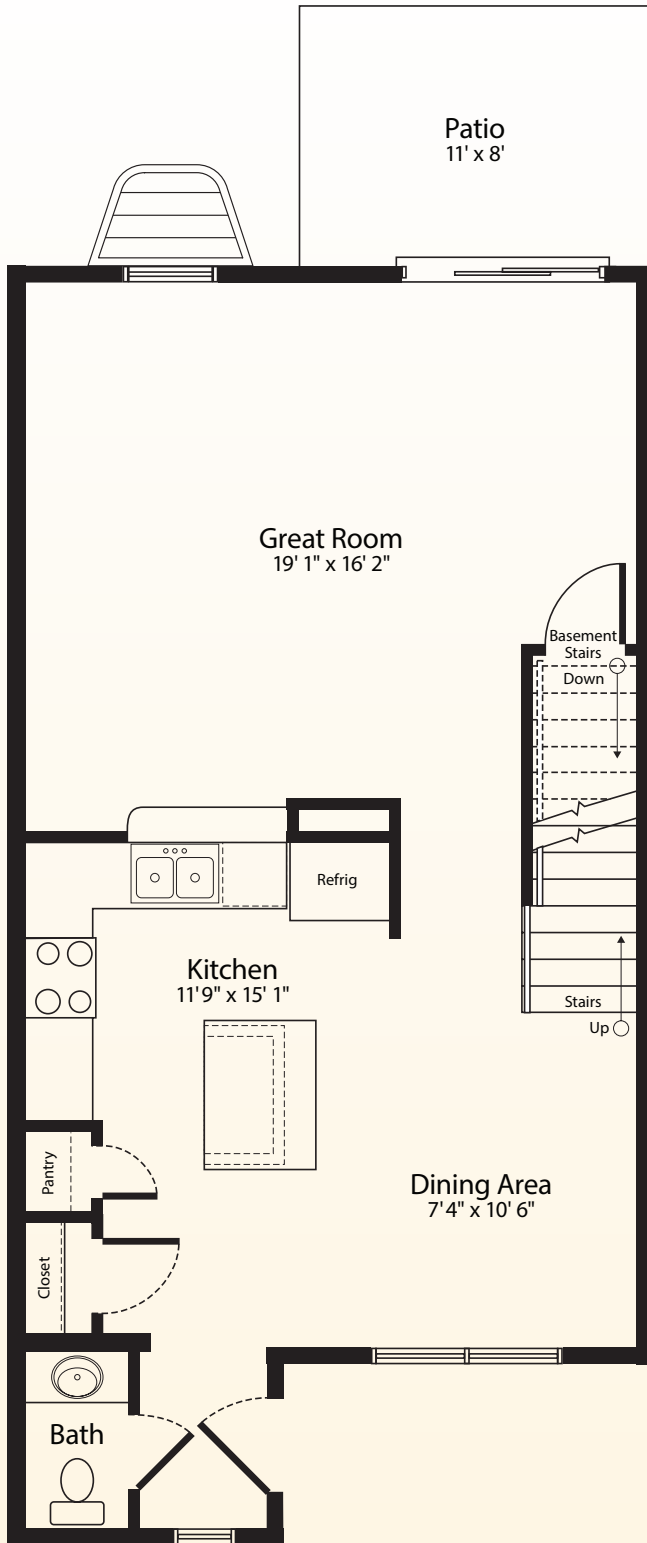 Patio
11' x 8'
Great Room
19' 1" x 16' 2"
Basement
Stairs
Down
Refrig
Kitchen
11'9" x 15' 1"
Stairs
Up
Pantry
Dining Area
7'4" x 10' 6"
Closet
Bath